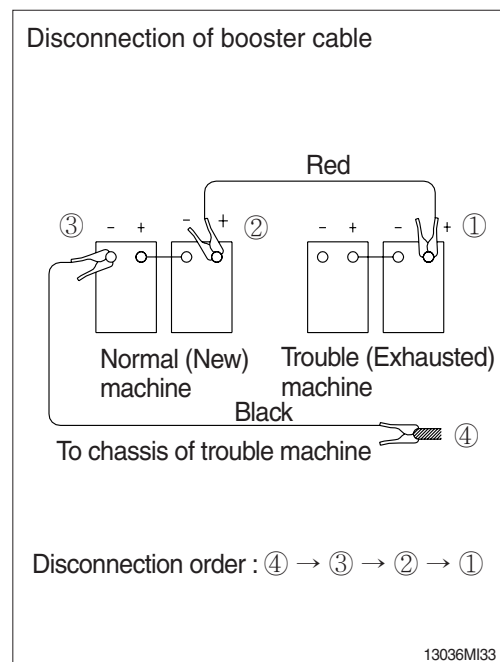 Disconnection of booster cable
Red
③ - + - + ② - + - + ①
Normal (New) machine
Trouble (Exhausted) machine
Black
④
To chassis of trouble machine
Disconnection order : ④ → ③ → ② → ①
13036MI33